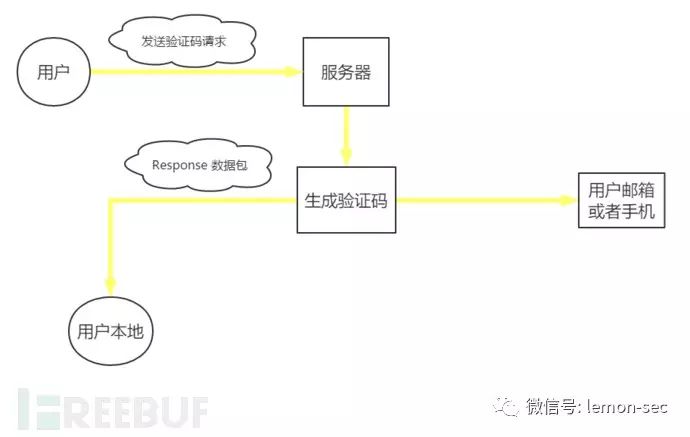 发送验证码请求
用户
服务器
Response 数据包
生成验证码
用户邮箱
或者手机
用户本地
FREEBUF
微信号: lemon-sec